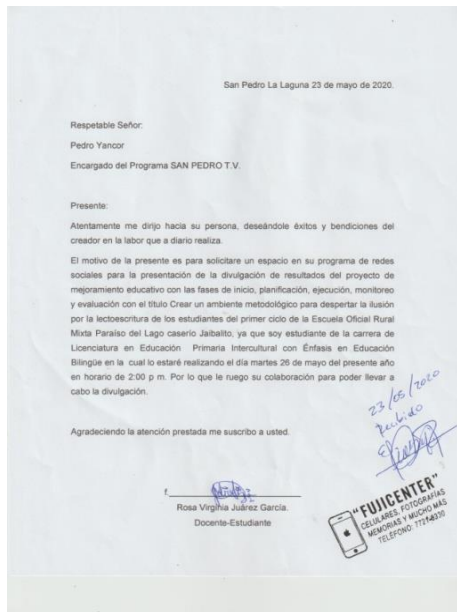 San Pedro La Laguna 23 de mayo de 2020.
Respetable Señor:
Pedro Yancor
Encargado del Programa SAN PEDRO T.V.
Presente:
Atentamente me dirijo hacia su persona, deseándole éxitos y bendiciones del
creador en la labor que a diario realiza.
El motivo de la presente es para solicitare un espacio en su programa de redes
sociales para la presentación de la divulgación de resultados del proyecto de
mejoramiento educativo con las fases de inicio, planificación, ejecución, monitoreo
y evaluación con el título Crear un ambiente metodológico para despertar la ilusión
por la lectoescritura de los estudiantes del primer ciclo de la Escuela Oficial Rural
Mixta Paraíso del Lago caserío Jaibalito, ya que soy estudiante de la carrera de
Licenciatura en Educación Primaria Intercultural con Énfasis en Educación
Bilingüe en la cual lo estaré realizando el día martes 26 de mayo del presente año
en horario de 2:00 p m. Por lo que le ruego su colaboración para poder llevar a
cabo la divulgación.
23/05/2020
Recibido
Agradeciendo la atención prestada me suscribo a usted.
f.
Rosa Virginia Juárez García.
Docente-Estudiante
"FUJICENTER"
CELULARES, FOTOGRAFÍAS
MEMORIAS Y MUCHO MÁS
TELEFONO: 7721-8330